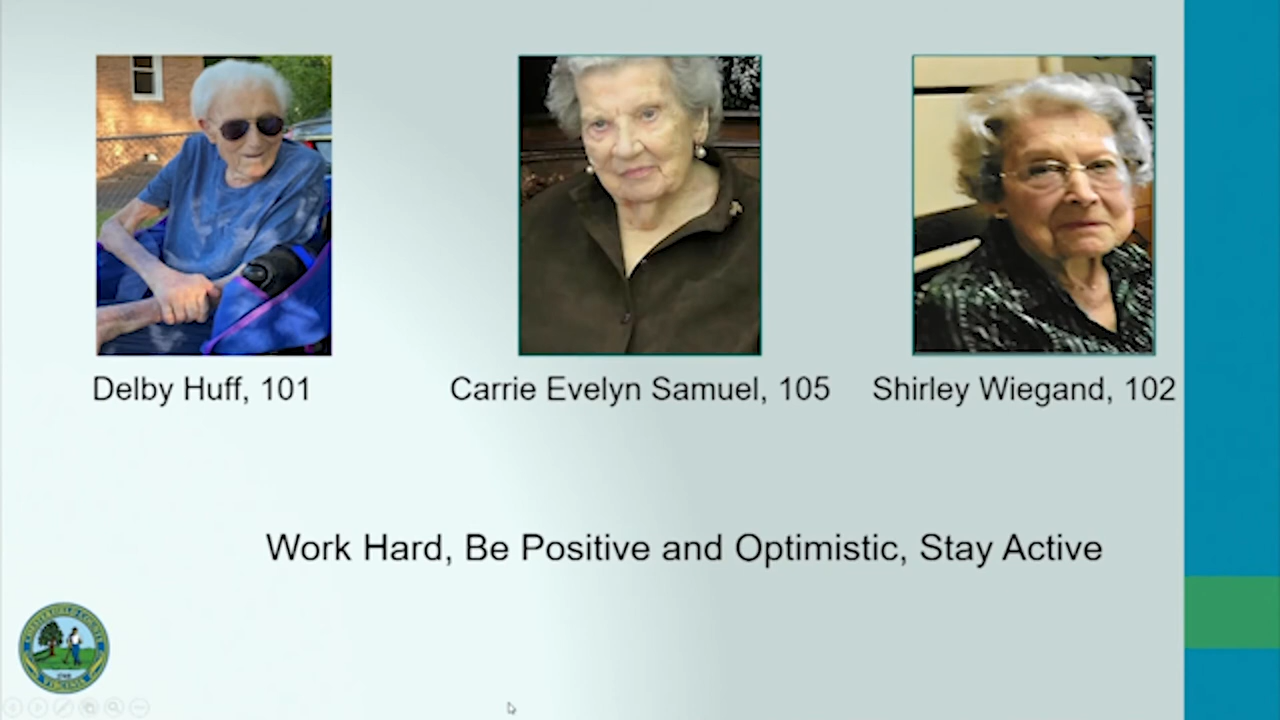 Delby Huff, 101
Carrie Evelyn Samuel, 105
Shirley Wiegand, 102
Work Hard, Be Positive and Optimistic, Stay Active